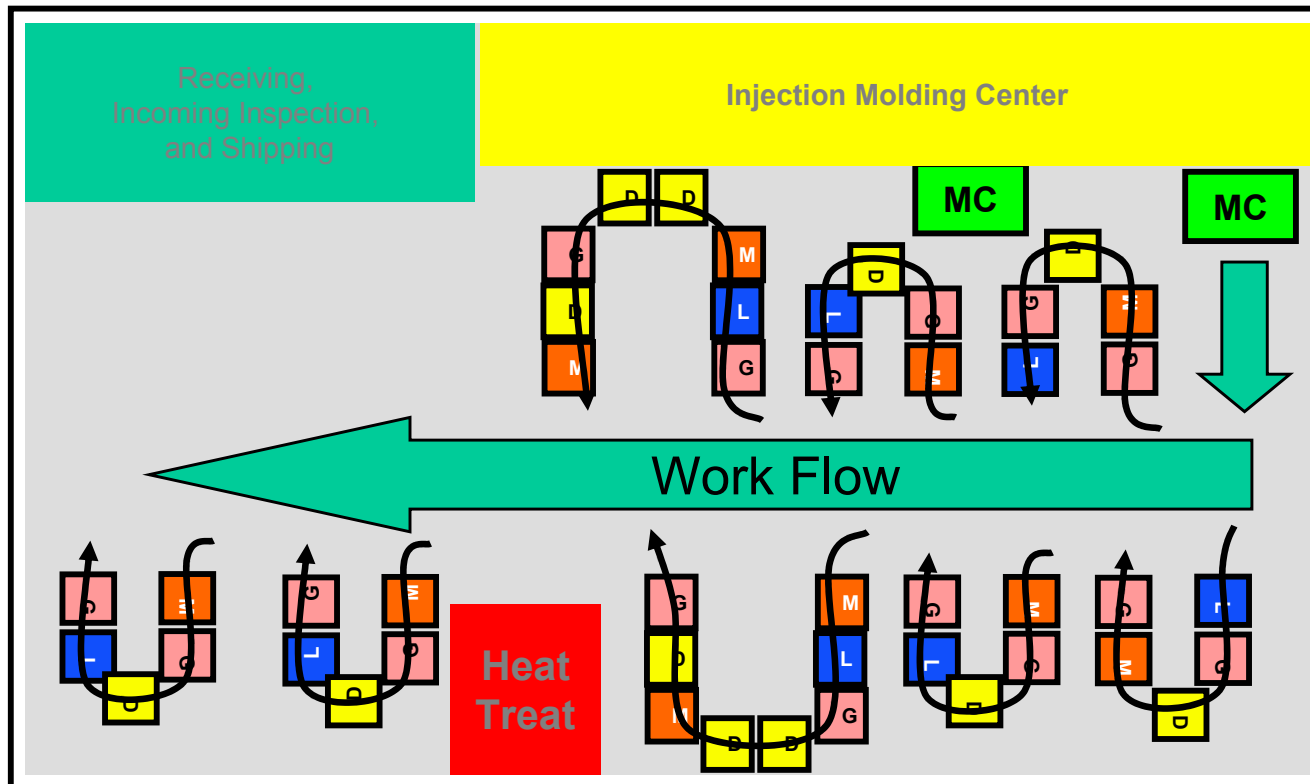 Receiving,
Incoming Inspection,
and Shipping
Injection Molding Center
MC
MC
D D
G
M
D
L
M
G
D
L
G
G
M
D
G
M
L
G
Work Flow
G
M
L
G
D
G
M
L
G
D
Heat
Treat
G
M
D
L
M
G
D D
G
M
L
G
D
G
L
M
G
D